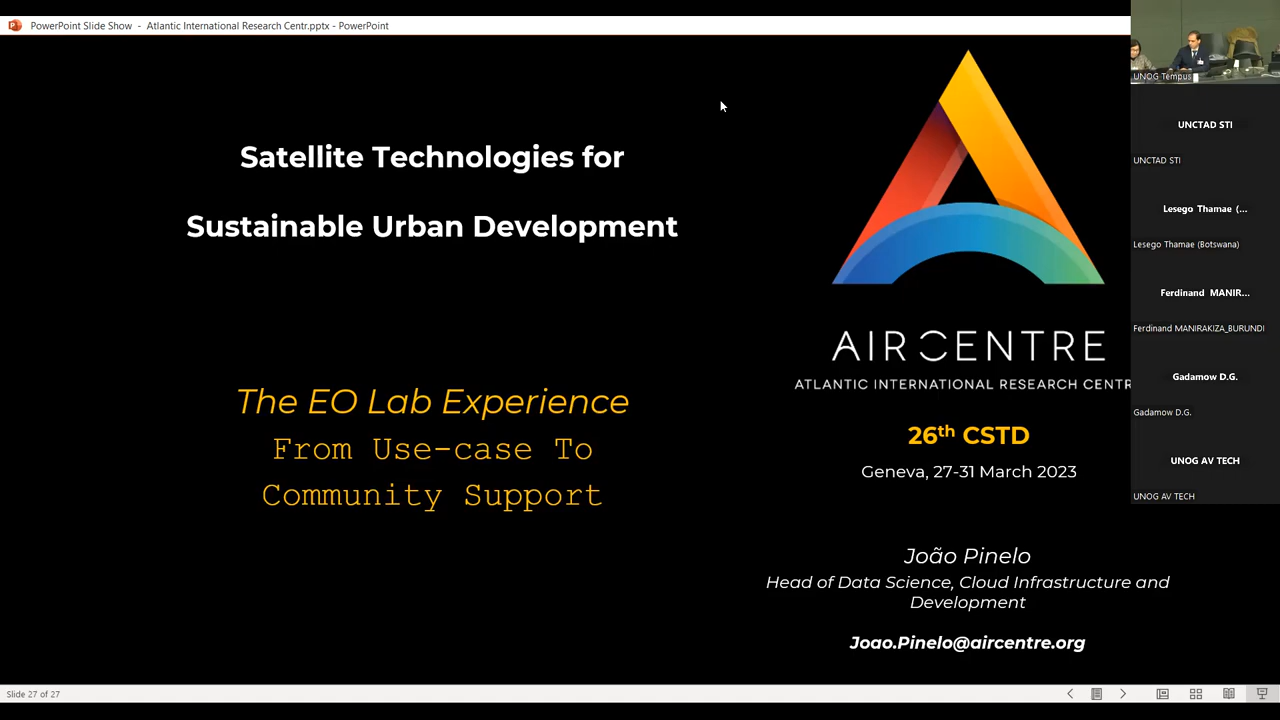 PowerPoint Slide Show - Atlantic International Research Centr.pptx - PowerPoint
Satellite Technologies for
Sustainable Urban Development
The EO Lab Experience
From Use-case To
Community Support
AIR CENTRE
ATLANTIC INTERNATIONAL RESEARCH CENTR
26th CSTD
Geneva, 27-31 March 2023
João Pinelo
Head of Data Science, Cloud Infrastructure and
Development
Joao.Pinelo@aircentre.org
UNOG Tempus
UNCTAD STI
UNCTAD STI
Lesego Thamae (...
Lesego Thamae (Botswana)
Ferdinand MANIR...
Ferdinand MANIRAKIZA_BURUNDI
Gadamow D.G.
Gadamow D.G.
UNOG AV TECH
UNOG AV TECH
Slide 27 of 27